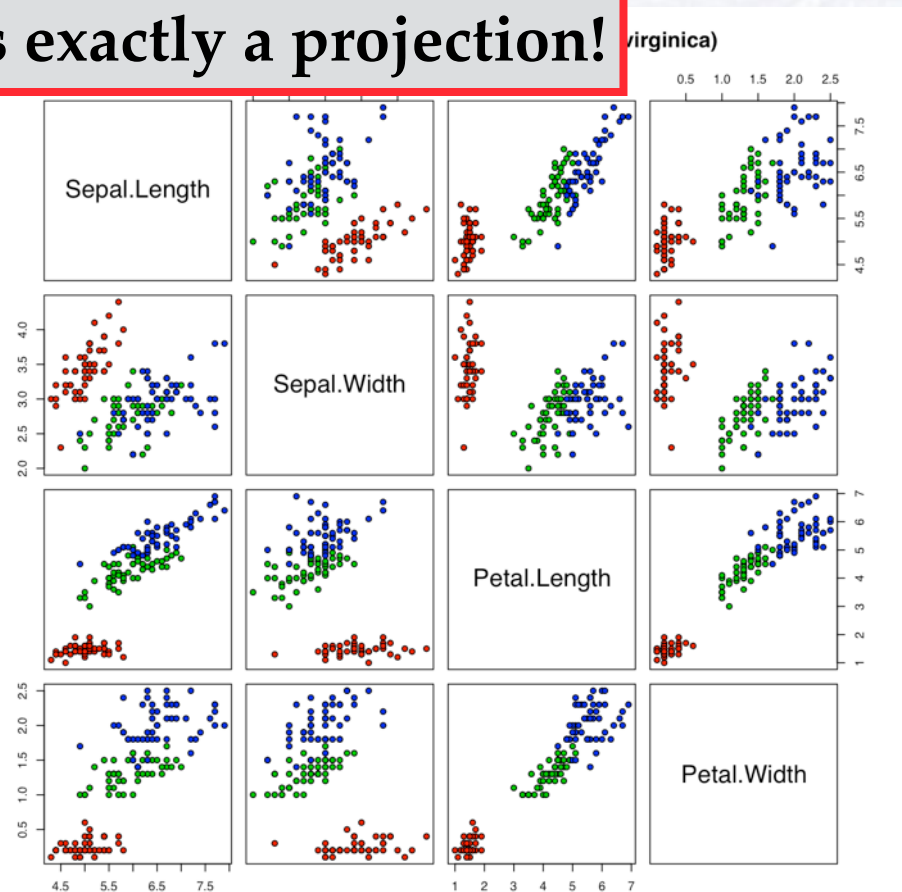 s exactly a projection!
virginica)
0.5 1.0 1.5 2.0 2.5
Sepal.Length
4.5 5.5 6.5 7.5
Sepal.Width
2.0 2.5 3.0 3.5 4.0
Petal.Length
1 2 3 4 5 6 7
Petal.Width
0.5 1.0 1.5 2.0 2.5
4.5 5.5 6.5 7.5
1 2 3 4 5 6 7